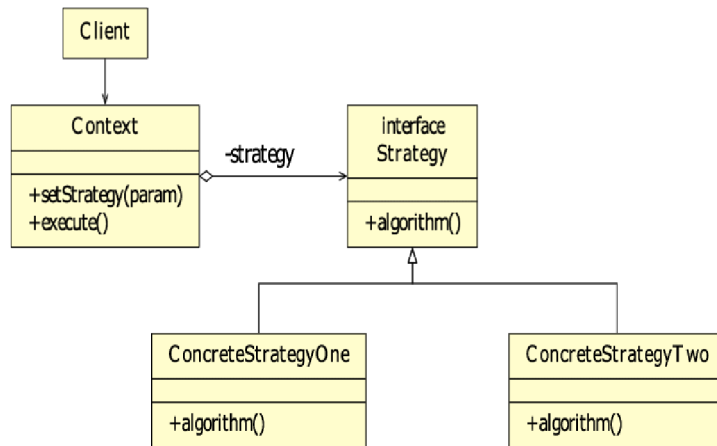 Client
Context
+setStrategy(param)
+execute()
-strategy
interface
Strategy
+algorithm()
ConcreteStrategyOne
+algorithm()
ConcreteStrategyTwo
+algorithm()